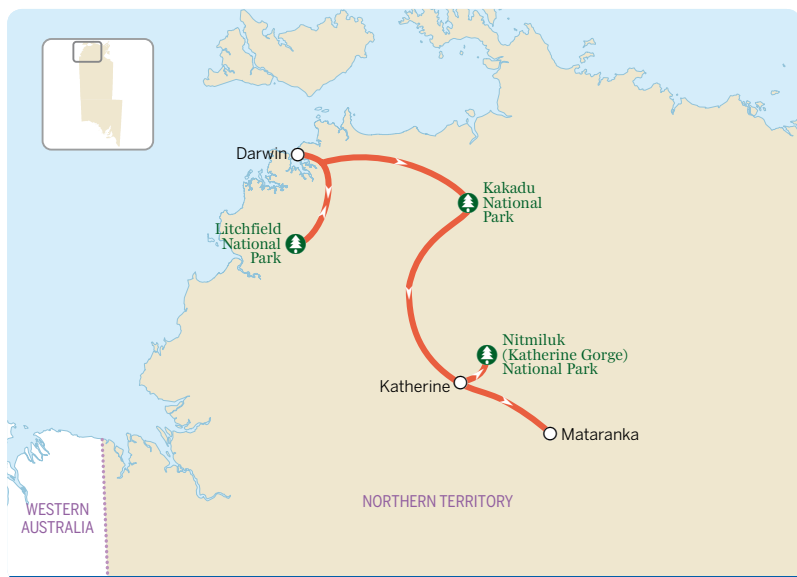 Darwin
Kakadu
National
Park
Litchfield
National
Park
Nitmiluk
(Katherine Gorge)
National Park
Katherine
Mataranka
NORTHERN TERRITORY
WESTERN
AUSTRALIA